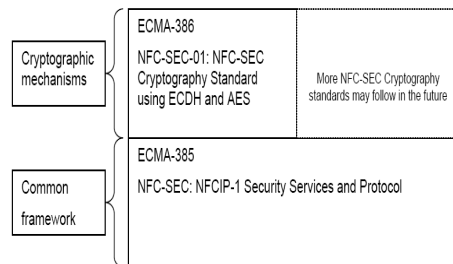 ECMA-386
NFC-SEC-01: NFC-SEC
Cryptography Standard
using ECDH and AES
Cryptographic
mechanisms
More NFC-SEC Cryptography
standards may follow in the future
ECMA-385
NFC-SEC: NFCIP-1 Security Services and Protocol
Common
framework